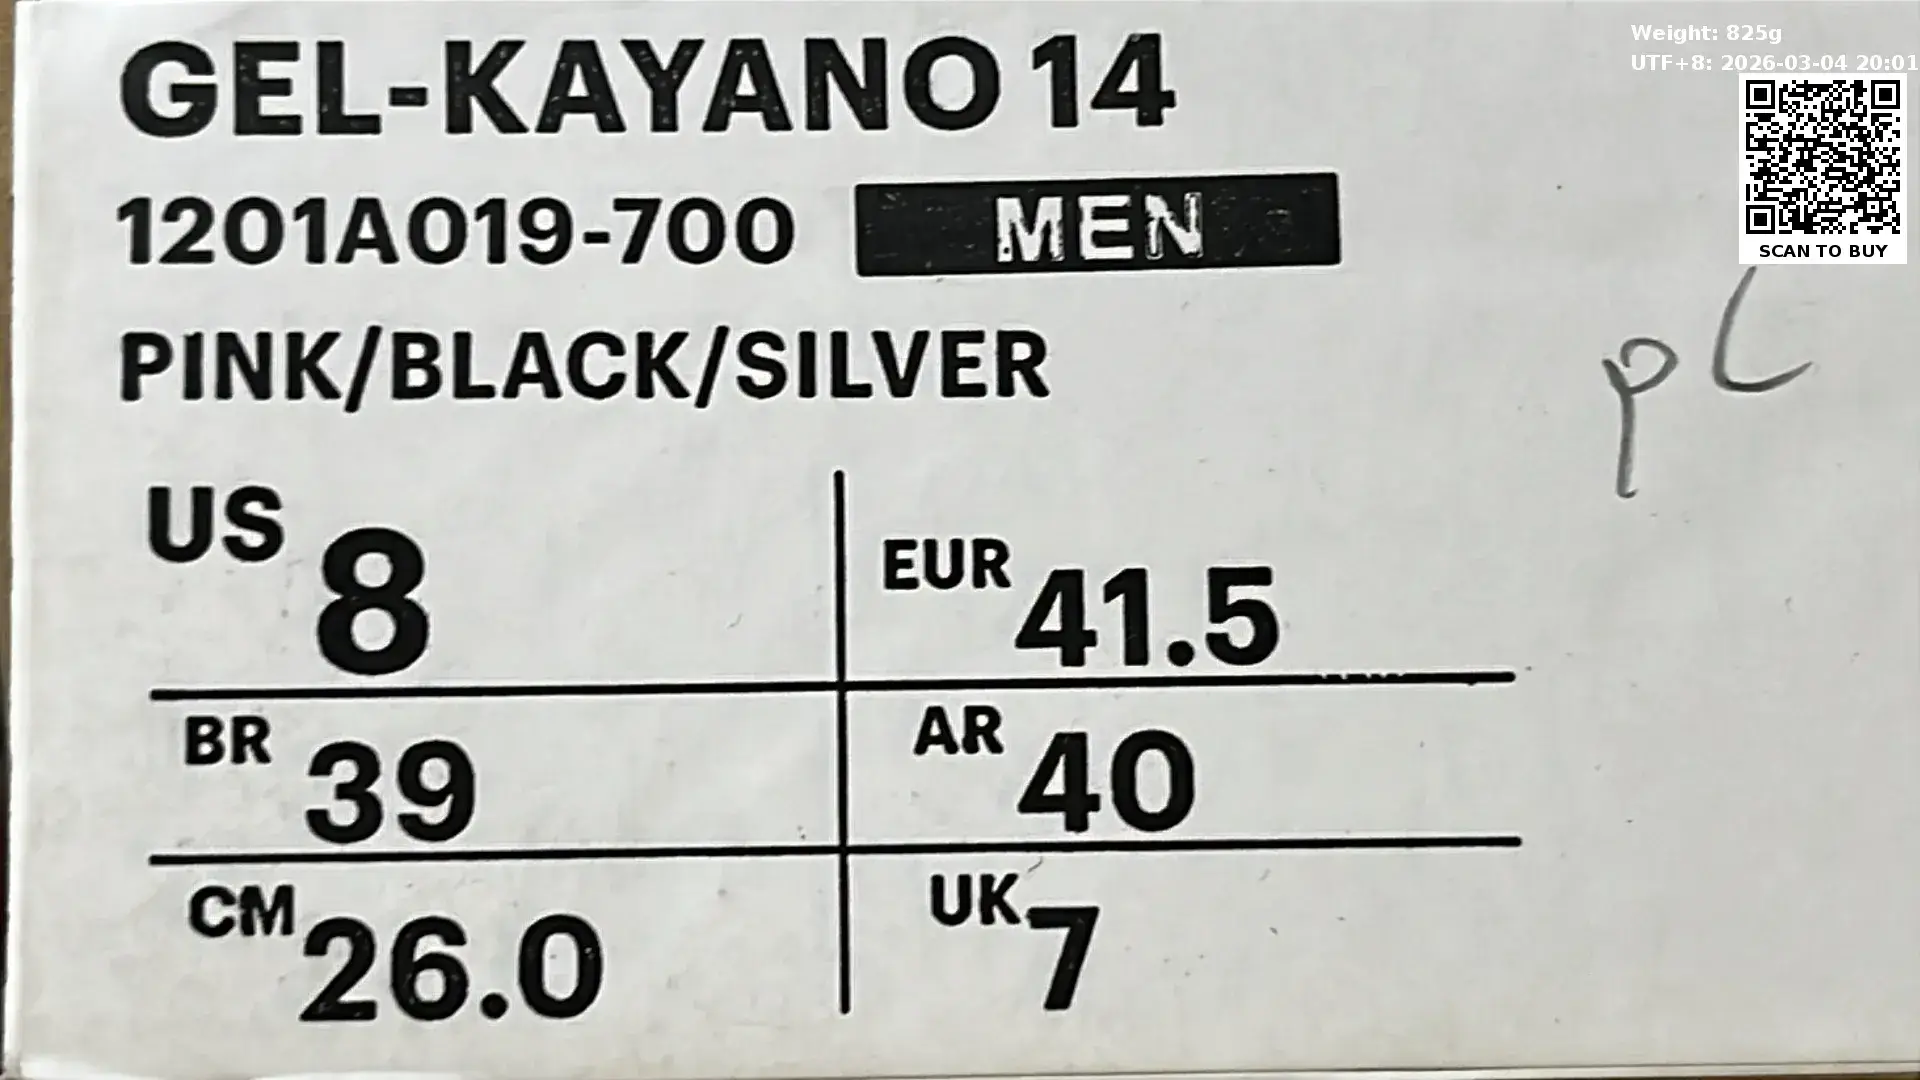 GEL-KAYANO 14
1201A019-700 MEN
PINK/BLACK/SILVER
US 8
EUR 41.5
BR 39
AR 40
CM 26.0
UK 7
Weight: 825g
UTF+8: 2026-03-04 20:01
SCAN TO BUY